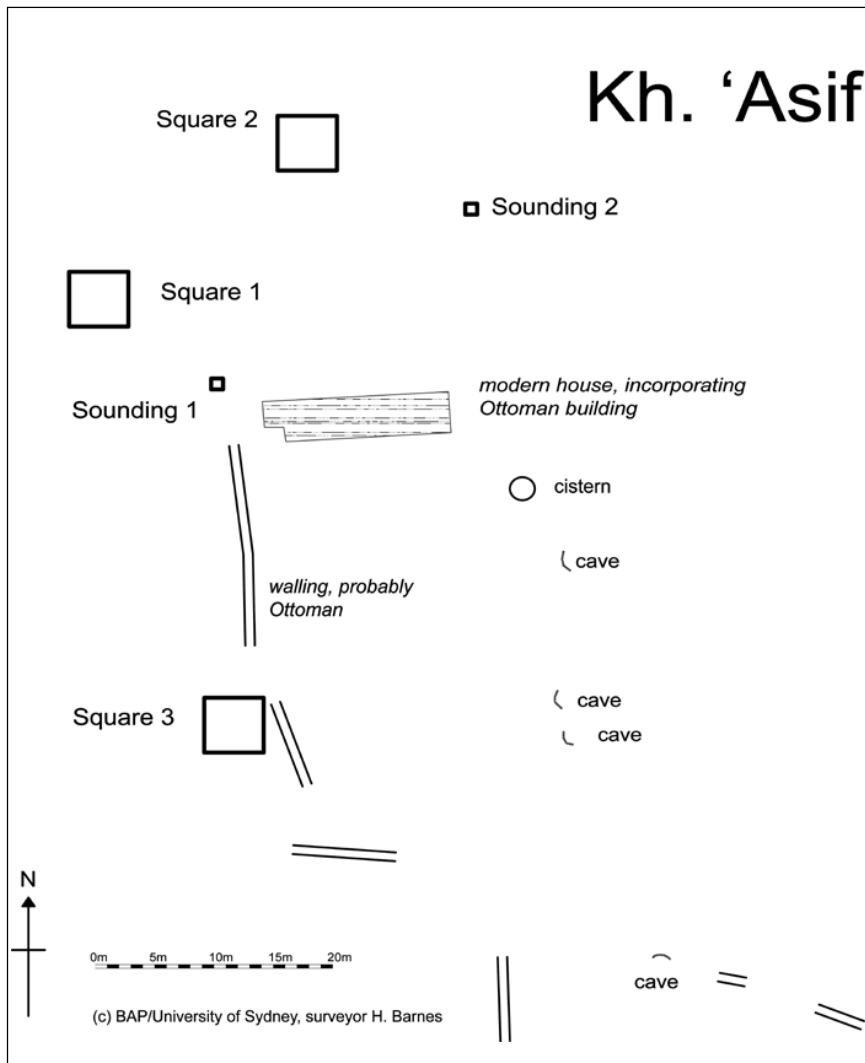 Kh. ‘Asif
Square 2
Sounding 2
Square 1
Sounding 1
modern house, incorporating
Ottoman building
cistern
cave
walling, probably
Ottoman
cave
Square 3
cave
N
0m 5m 10m 15m 20m
cave
(c) BAP/University of Sydney, surveyor H. Barnes